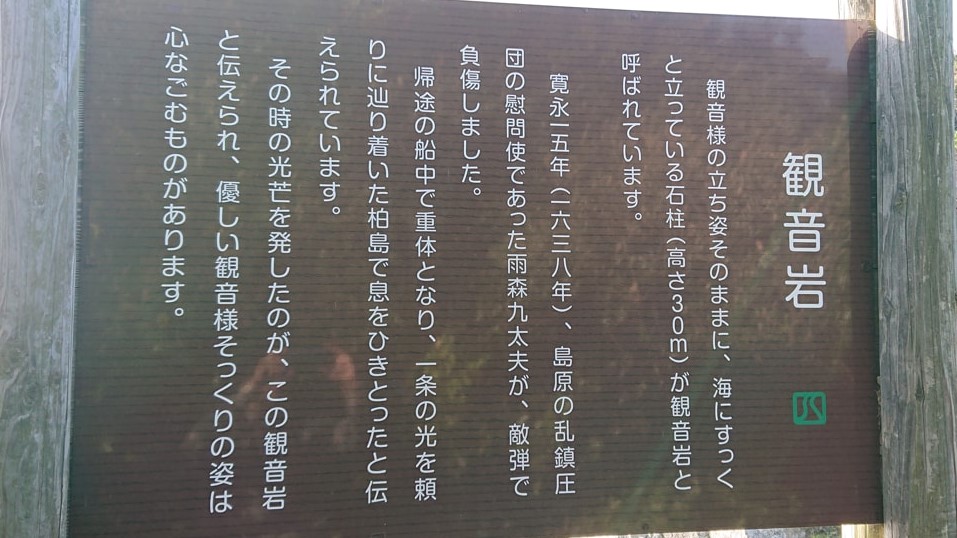 観音岩
観音様の立ち姿そのままに、海にすっく
と立っている石柱(高さ30m)が観音岩と
呼ばれています。
寛永一五年(一六三八年)、島原の乱鎮圧
団の慰問使であった雨森九太夫が、敵弾で
負傷しました。
帰途の船中で重体となり、一条の光を頼
りに辿り着いた柏島で息をひきとったと伝
えられています。
その時の光芒を発したのが、この観音岩
と伝えられ、優しい観音様そっくりの姿は
心なごむものがあります。